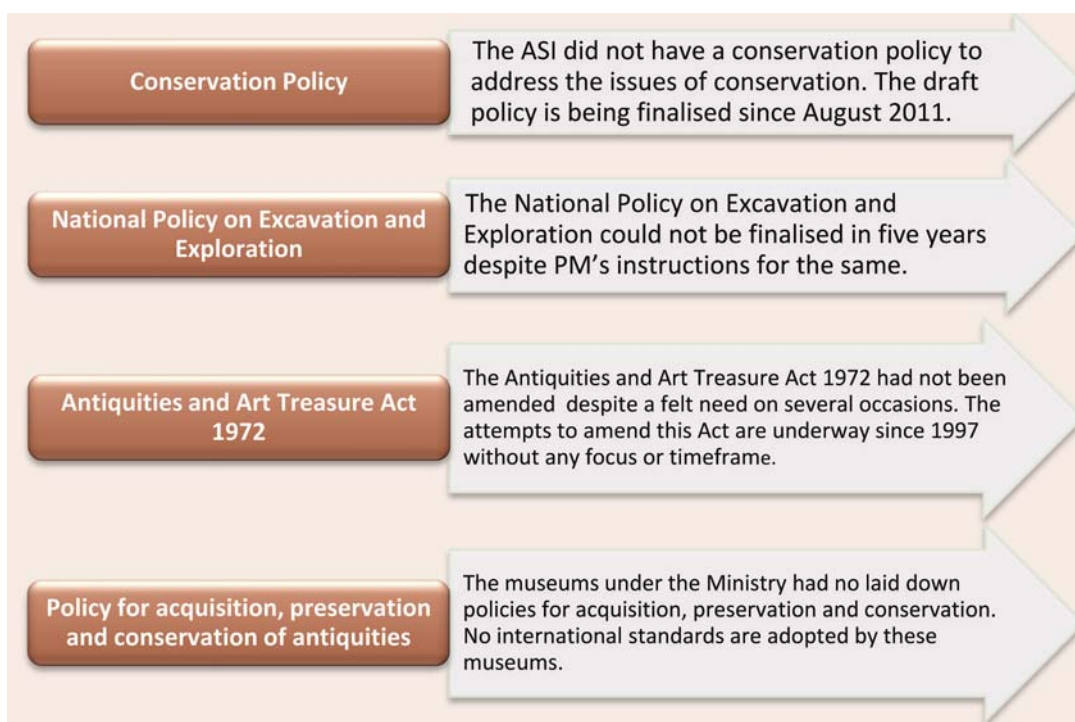 Conservation Policy
The ASI did not have a conservation policy to
address the issues of conservation. The draft
policy is being finalised since August 2011.
National Policy on Excavation and
Exploration
The National Policy on Excavation and
Exploration could not be finalised in five years
despite PM's instructions for the same.
Antiquities and Art Treasure Act
1972
The Antiquities and Art Treasure Act 1972 had not been
amended despite a felt need on several occasions. The
attempts to amend this Act are underway since 1997
without any focus or timeframe.
Policy for acquisition, preservation
and conservation of antiquities
The museums under the Ministry had no laid down
policies for acquisition, preservation and conservation.
No international standards are adopted by these
museums.